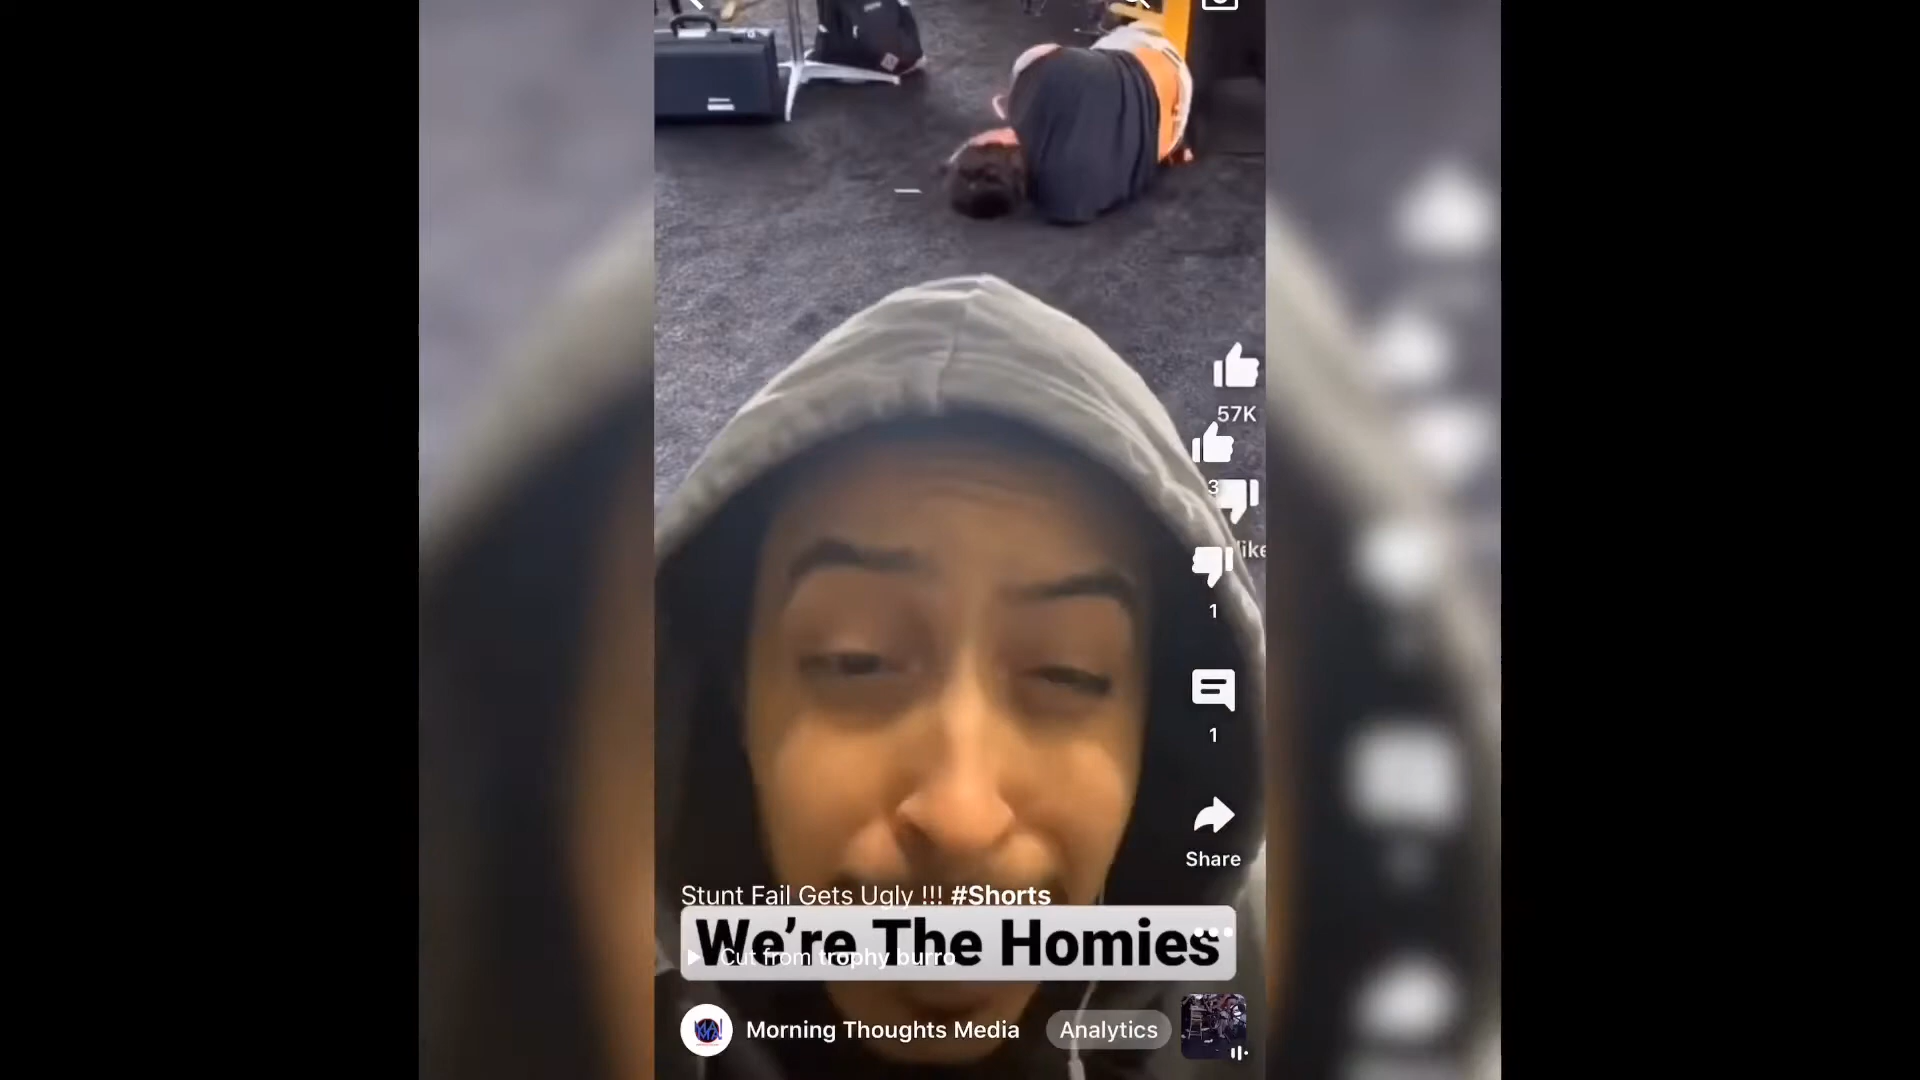 57K
3
like
1
1
Share
Stunt Fail Gets Ugly !!! #Shorts
We're The Homies
Cut from trophy burro
Morning Thoughts Media
Analytics